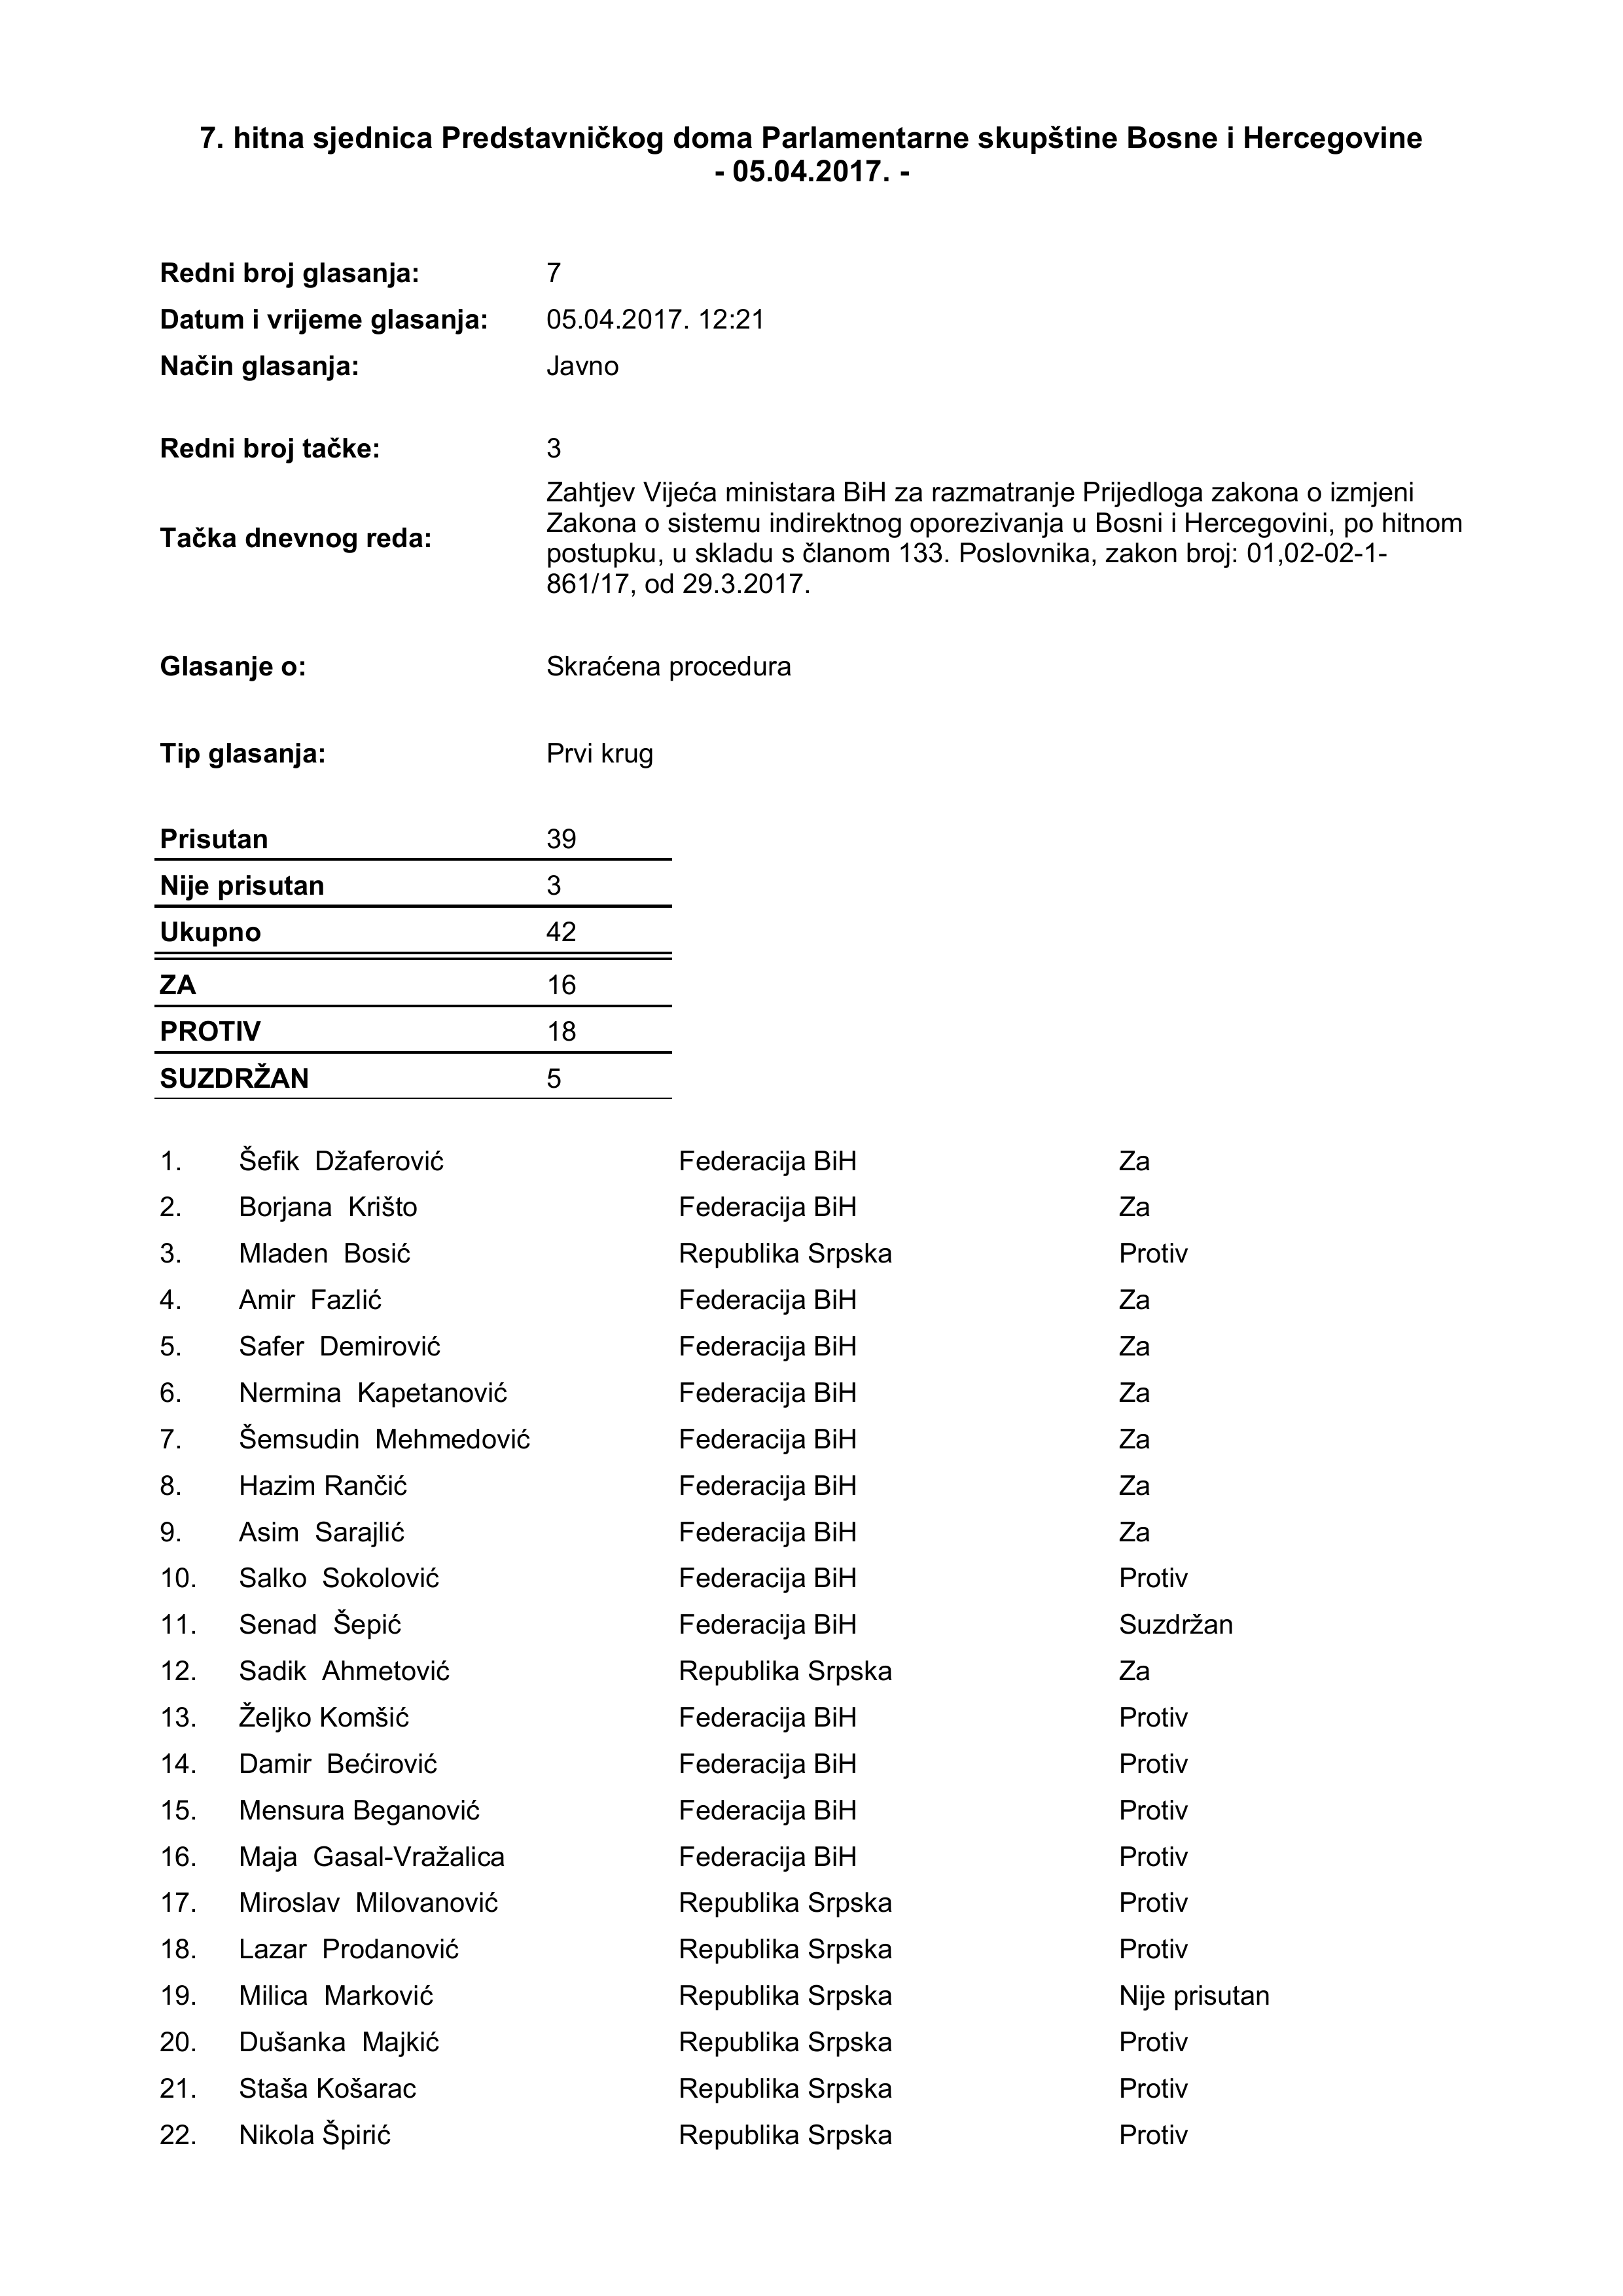 7. hitna sjednica Predstavničkog doma Parlamentarne skupštine Bosne i Hercegovine
- 05.04.2017. -
Redni broj glasanja: 7
Datum i vrijeme glasanja: 05.04.2017. 12:21
Način glasanja: Javno
Redni broj tačke: 3
Tačka dnevnog reda:
Zahtjev Vijeća ministara BiH za razmatranje Prijedloga zakona o izmjeni
Zakona o sistemu indirektnog oporezivanja u Bosni i Hercegovini, po hitnom
postupku, u skladu s članom 133. Poslovnika, zakon broj: 01,02-02-1-
861/17, od 29.3.2017.
Glasanje o: Skraćena procedura
Tip glasanja: Prvi krug
Prisutan 39
Nije prisutan 3
Ukupno 42
ZA 16
PROTIV 18
SUZDRŽAN 5
1. Šefik Džaferović Federacija BiH Za
2. Borjana Krišto Federacija BiH Za
3. Mladen Bosić Republika Srpska Protiv
4. Amir Fazlić Federacija BiH Za
5. Safer Demirović Federacija BiH Za
6. Nermina Kapetanović Federacija BiH Za
7. Šemsudin Mehmedović Federacija BiH Za
8. Hazim Rančić Federacija BiH Za
9. Asim Sarajlić Federacija BiH Za
10. Salko Sokolović Federacija BiH Protiv
11. Senad Šepić Federacija BiH Suzdržan
12. Sadik Ahmetović Republika Srpska Za
13. Željko Komšić Federacija BiH Protiv
14. Damir Bećirović Federacija BiH Protiv
15. Mensura Beganović Federacija BiH Protiv
16. Maja Gasal-Vražalica Federacija BiH Protiv
17. Miroslav Milovanović Republika Srpska Protiv
18. Lazar Prodanović Republika Srpska Protiv
19. Milica Marković Republika Srpska Nije prisutan
20. Dušanka Majkić Republika Srpska Protiv
21. Staša Košarac Republika Srpska Protiv
22. Nikola Špirić Republika Srpska Protiv